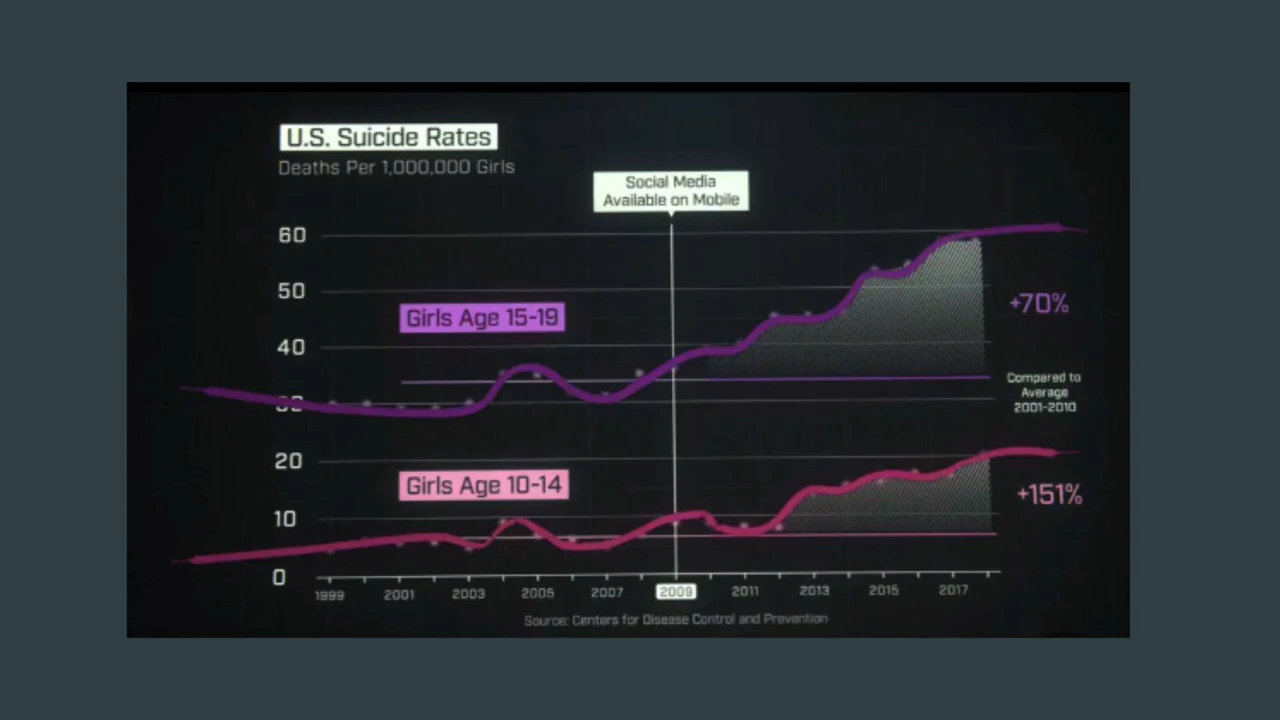 U.S. Suicide Rates
Deaths Per 1,000,000 Girls
Social Media
Available on Mobile
60
50
Girls Age 15-19
+70%
40
Compared to
Average
2001-2010
30
20
Girls Age 10-14
+151%
10
0
1999 2001 2003 2005 2007 2009 2011 2013 2015 2017
Source: Centers for Disease Control and Prevention